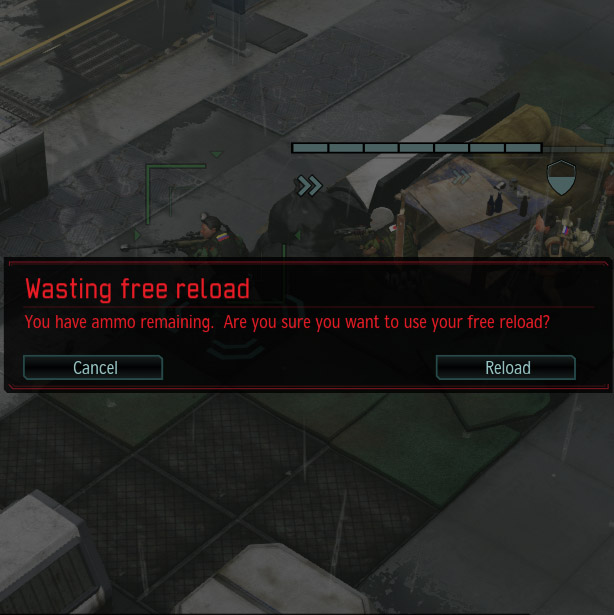 Wasting free reload
You have ammo remaining.  Are you sure you want to use your free reload?
Cancel
Reload